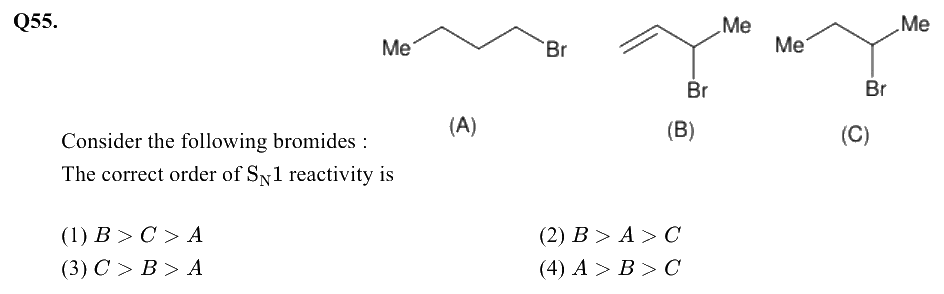 Q55.
Me Br Me Br Me Me Br
(A) (B) (C)
Consider the following bromides :
The correct order of S_N1 reactivity is
(1) B > C > A (2) B > A > C
(3) C > B > A (4) A > B > C